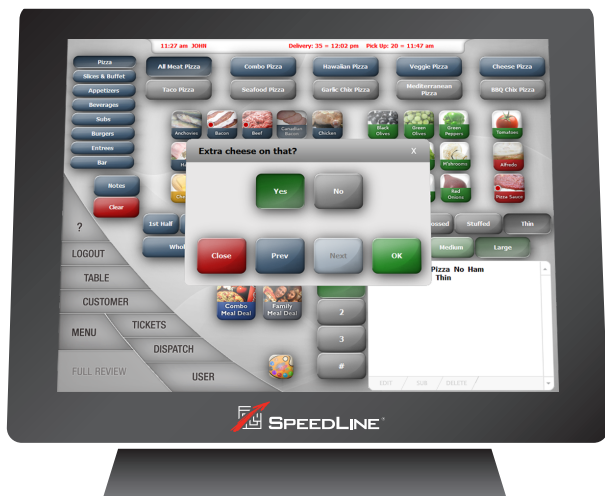 11:27 am JOHN Delivery: 35 = 12:02 pm Pick Up: 20 = 11:47 am
Pizza
Slices & Buffet
Appetizers
Beverages
Subs
Burgers
Entrees
Bar
Notes
Clear
All Meat Pizza Combo Pizza Hawaiian Pizza Veggie Pizza Cheese Pizza
Taco Pizza Seafood Pizza Garlic Chix Pizza Mediterranean Pizza BBQ Chix Pizza
Anchovies Bacon Beef Canadian Bacon Chicken Black Olives Green Olives Green Peppers Tomatoes
M'shrooms Alfredo
Red Onions Pizza Sauce
Extra cheese on that? X
Yes No
Close Prev Next OK
1st Half
Stuffed Thin
Medium Large
Pizza No Ham
Thin
Combo Meal Deal
Family Meal Deal
2
3
#
EDIT / SUB / DELETE /
?
LOGOUT
TABLE
CUSTOMER
MENU
TICKETS
DISPATCH
FULL REVIEW
USER
SPEEDLINE®